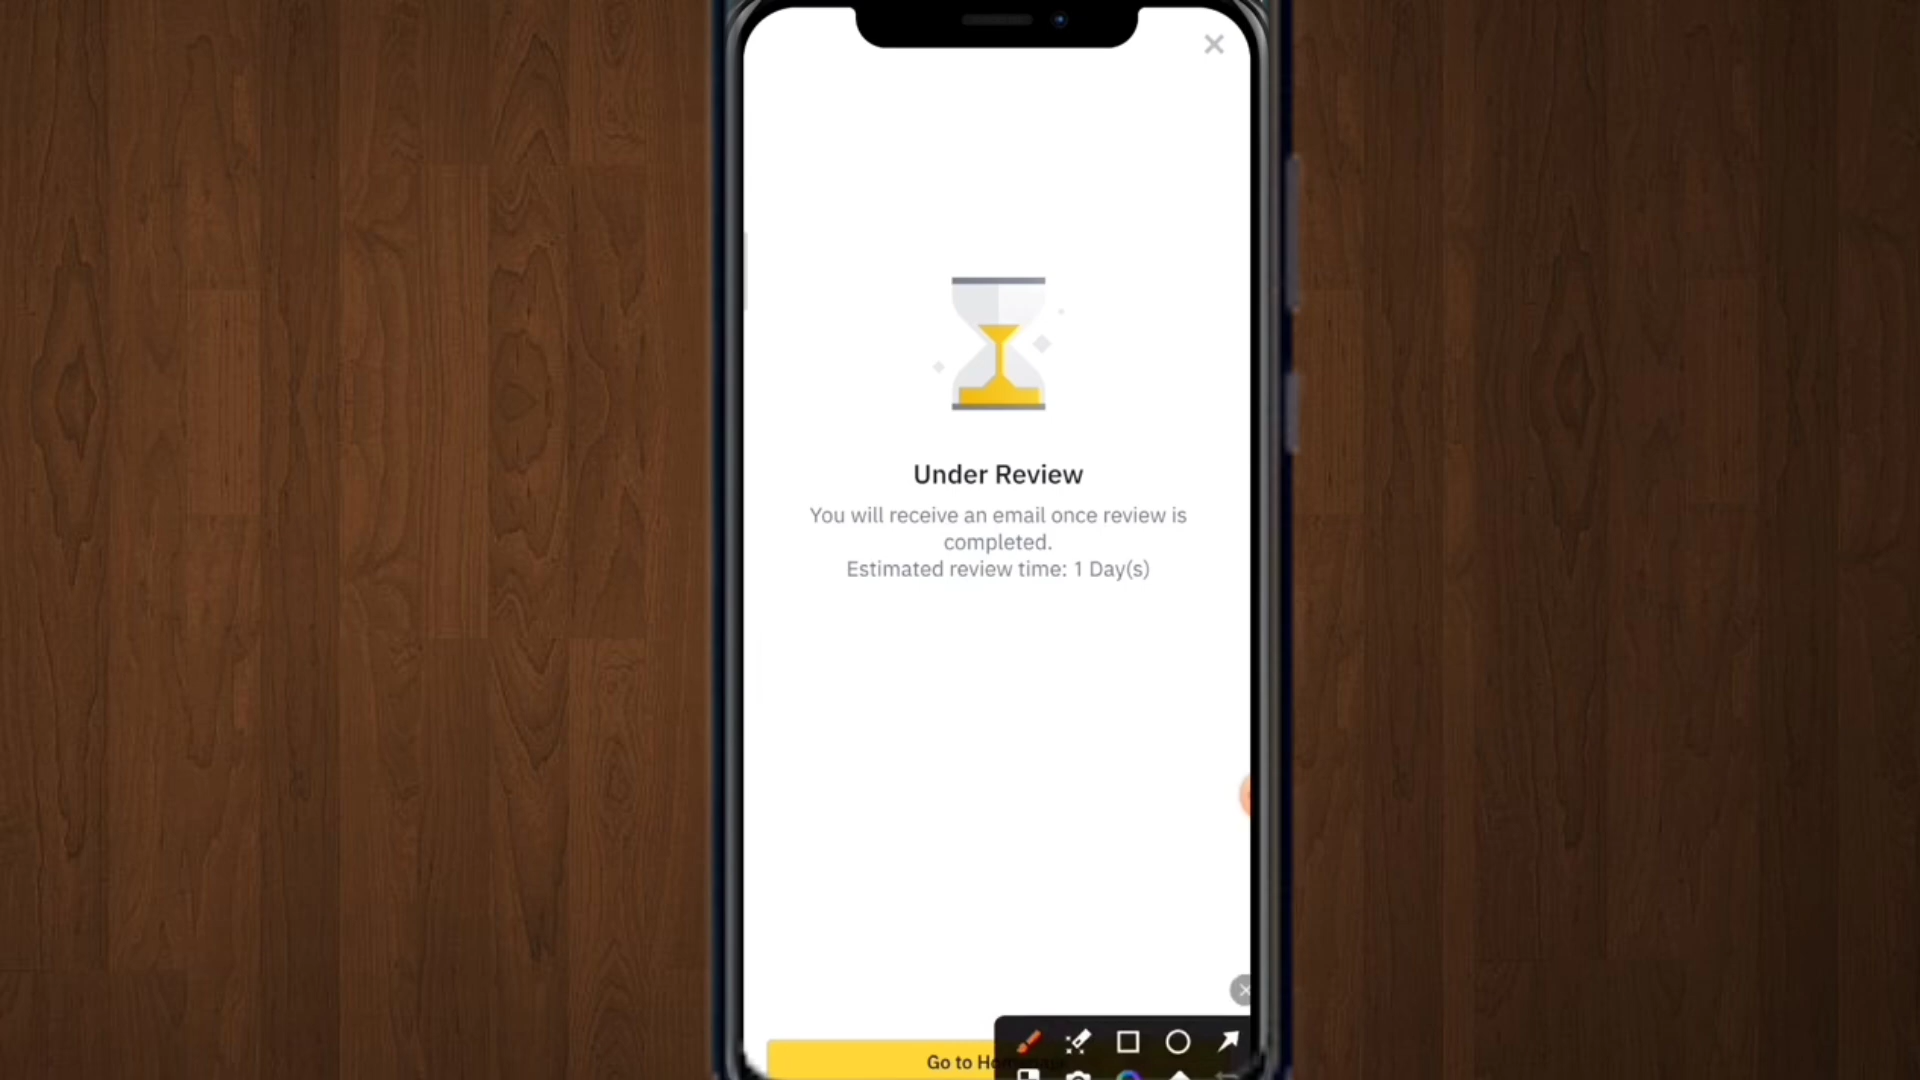 Under Review
You will receive an email once review is
completed.
Estimated review time: 1 Day(s)
Go to